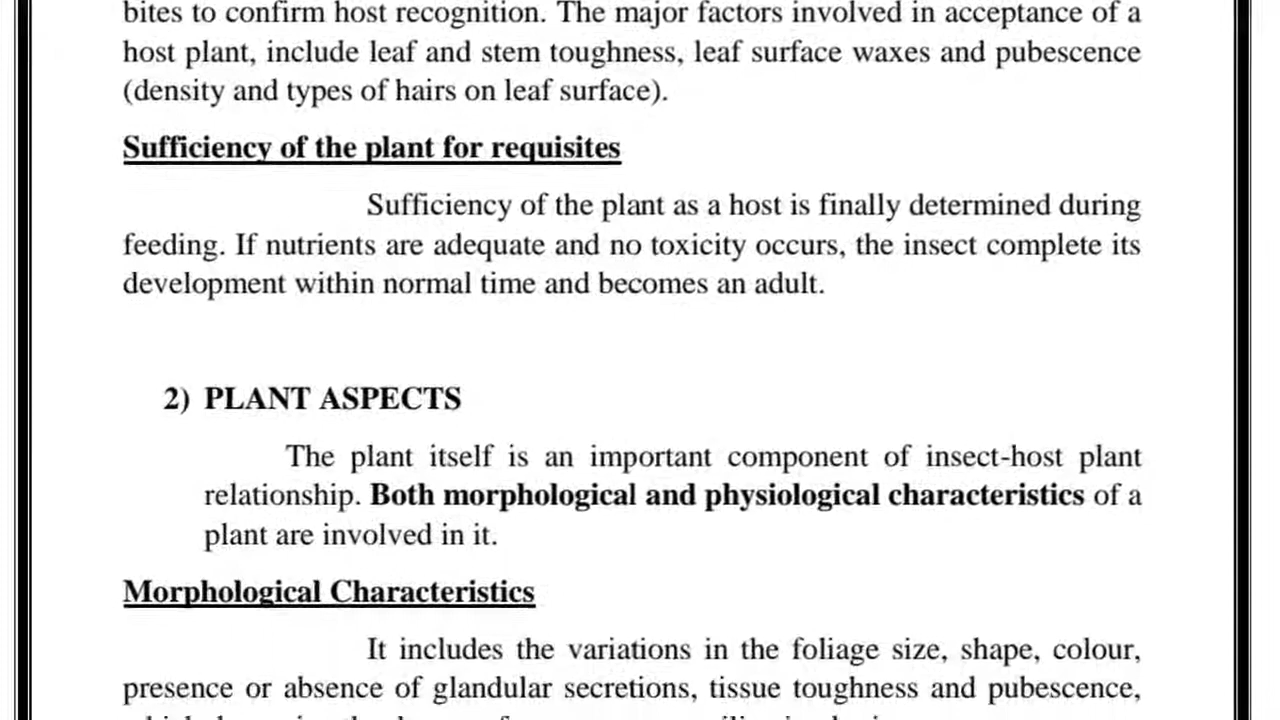 bites to confirm host recognition. The major factors involved in acceptance of a
host plant, include leaf and stem toughness, leaf surface waxes and pubescence
(density and types of hairs on leaf surface).
Sufficiency of the plant for requisites
Sufficiency of the plant as a host is finally determined during
feeding. If nutrients are adequate and no toxicity occurs, the insect complete its
development within normal time and becomes an adult.
2) PLANT ASPECTS
The plant itself is an important component of insect-host plant
relationship. Both morphological and physiological characteristics of a
plant are involved in it.
Morphological Characteristics
It includes the variations in the foliage size, shape, colour,
presence or absence of glandular secretions, tissue toughness and pubescence,